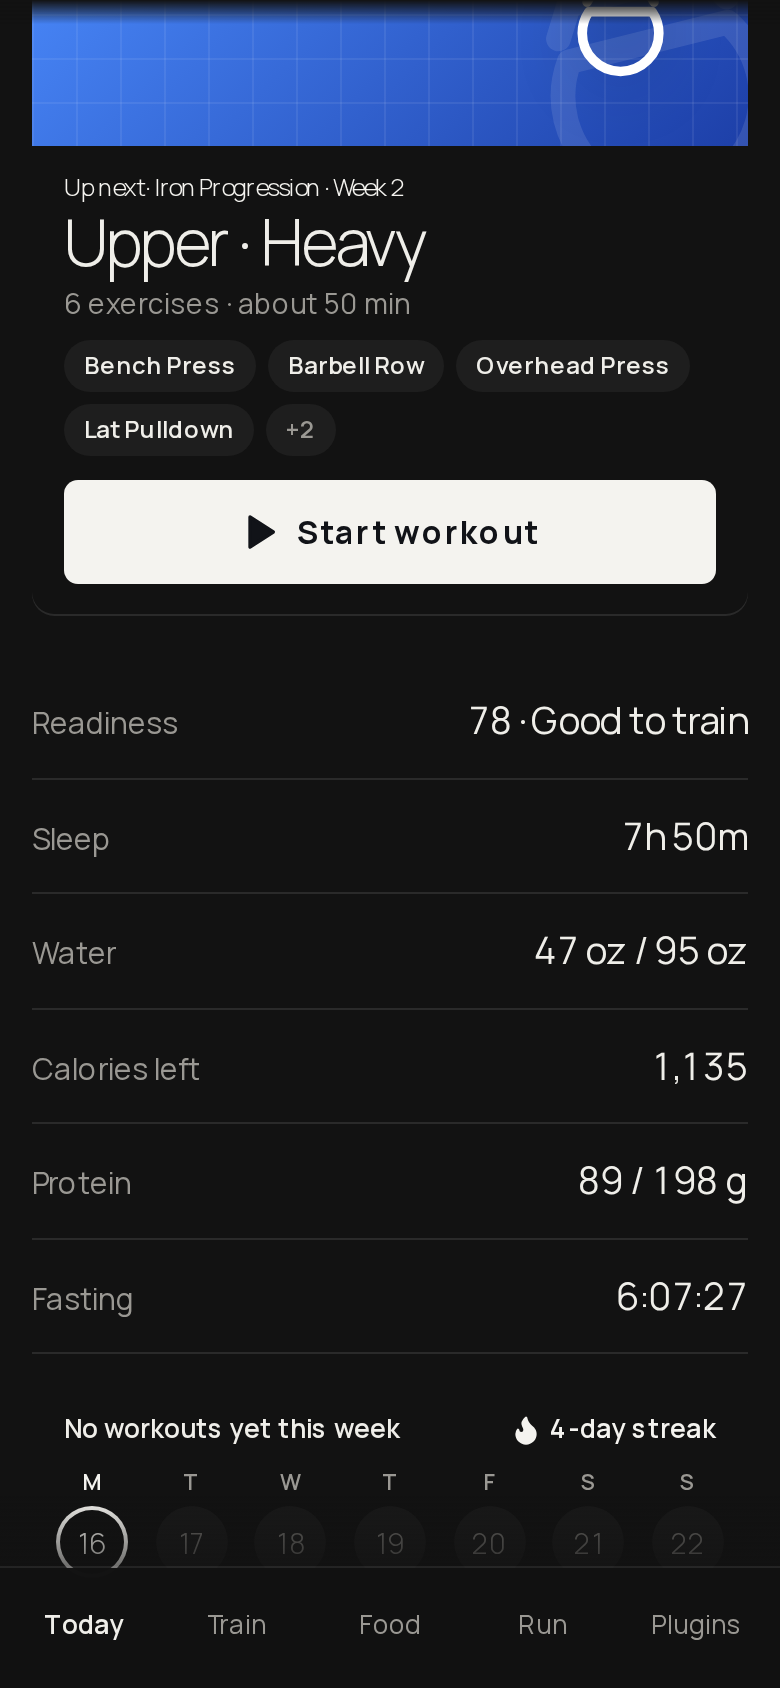 Up next · Iron Progression · Week 2
Upper · Heavy
6 exercises · about 50 min
Bench Press
Barbell Row
Overhead Press
Lat Pulldown
+2
Start workout
Readiness
78 · Good to train
Sleep
7h 50m
Water
47 oz / 95 oz
Calories left
1,135
Protein
89 / 198 g
Fasting
6:07:27
No workouts yet this week
4-day streak
M T W T F S S
16 17 18 19 20 21 22
Today Train Food Run Plugins